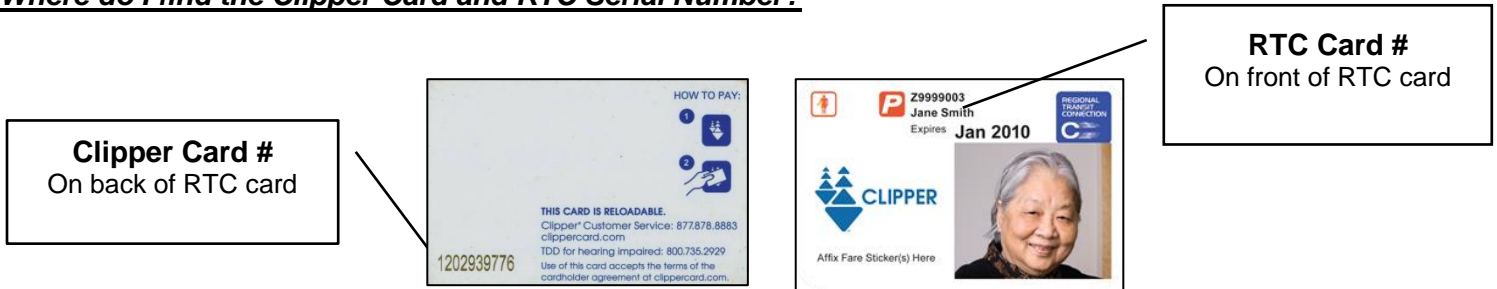 Where do I find the Clipper Card and RTC Serial Number?
RTC Card #
On front of RTC card
Clipper Card #
On back of RTC card
HOW TO PAY:
1
2
THIS CARD IS RELOADABLE.
Clipper® Customer Service: 877.878.8883
clippercard.com
TDD for hearing impaired: 800.735.2929
Use of this card accepts the terms of the
cardholder agreement at clippercard.com.
1202939776
P
Z9999003
Jane Smith
Expires Jan 2010
REGIONAL
TRANSIT
CONNECTION
C
CLIPPER
Affix Fare Sticker(s) Here